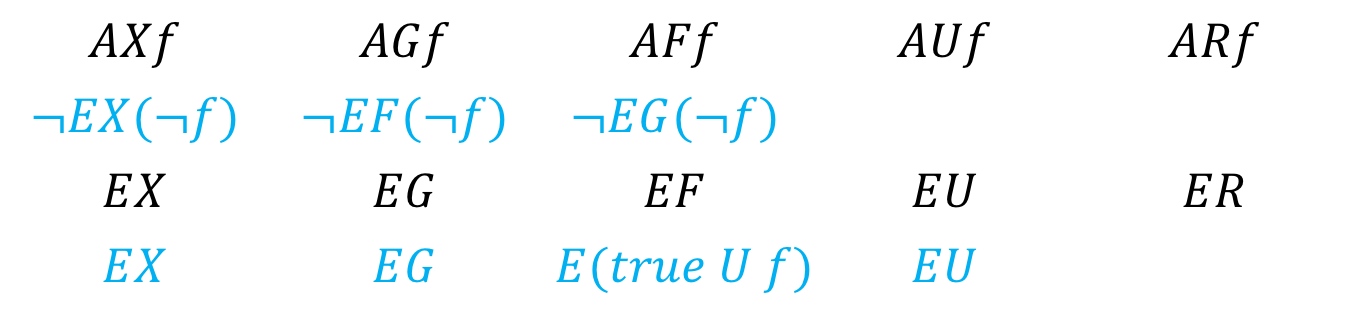 AXf AGf AFf AUf ARf
¬EX(¬f) ¬EF(¬f) ¬EG(¬f)
EX EG EF EU ER
EX EG E(true U f) EU